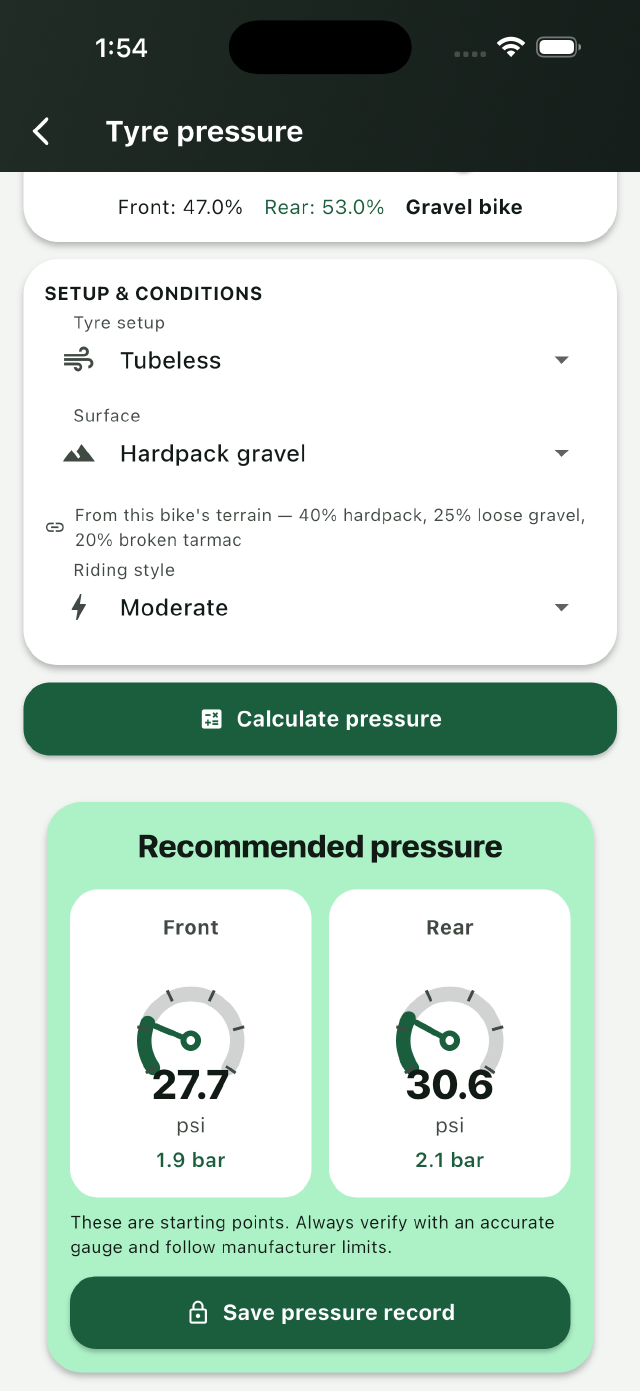 1:54
Tyre pressure
Front: 47.0% Rear: 53.0% Gravel bike
SETUP & CONDITIONS
Tyre setup
Tubeless
Surface
Hardpack gravel
From this bike's terrain — 40% hardpack, 25% loose gravel,
20% broken tarmac
Riding style
Moderate
Calculate pressure
Recommended pressure
Front
27.7
psi
1.9 bar
Rear
30.6
psi
2.1 bar
These are starting points. Always verify with an accurate
gauge and follow manufacturer limits.
Save pressure record